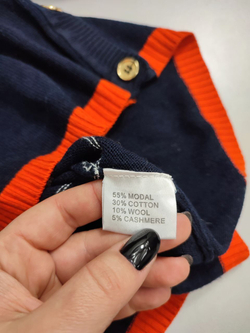 55% MODAL
30% COTTON
10% WOOL
5% CASHMERE